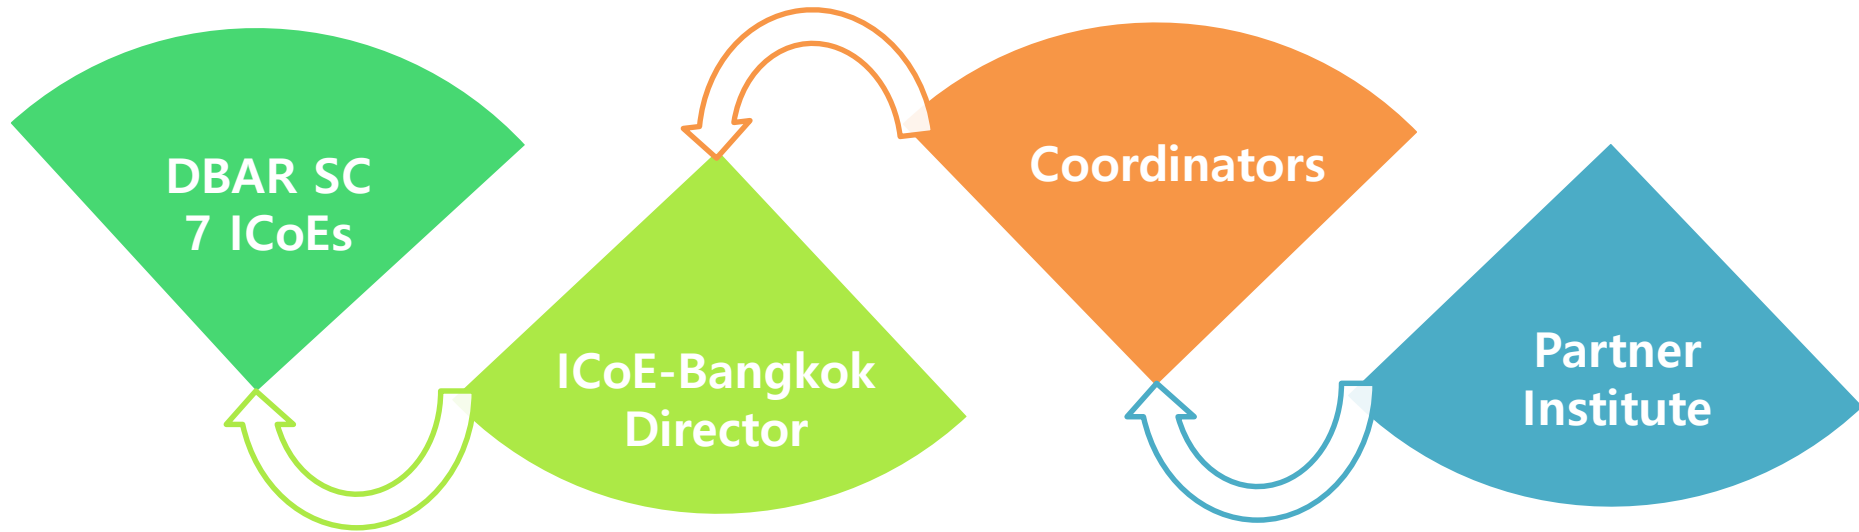 DBAR SC
7 ICoEs
ICoE-Bangkok
Director
Coordinators
Partner
Institute